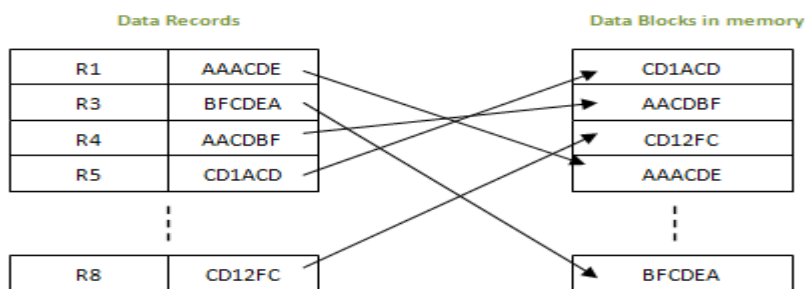 Data Records Data Blocks in memory
R1 AAACDE CD1ACD
R3 BFCDEA AACDBF
R4 AACDBF CD12FC
R5 CD1ACD AAACDE
R8 CD12FC BFCDEA